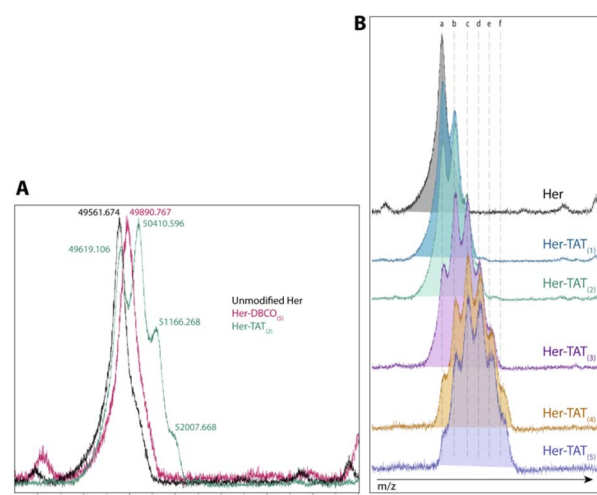 A
49561.674
49890.767
49619.106
50410.596
51166.268
52007.668
Unmodified Her
Her-DBCO(5)
Her-TAT(2)
B
a b c d e f
Her
Her-TAT(1)
Her-TAT(2)
Her-TAT(3)
Her-TAT(4)
Her-TAT(5)
m/z